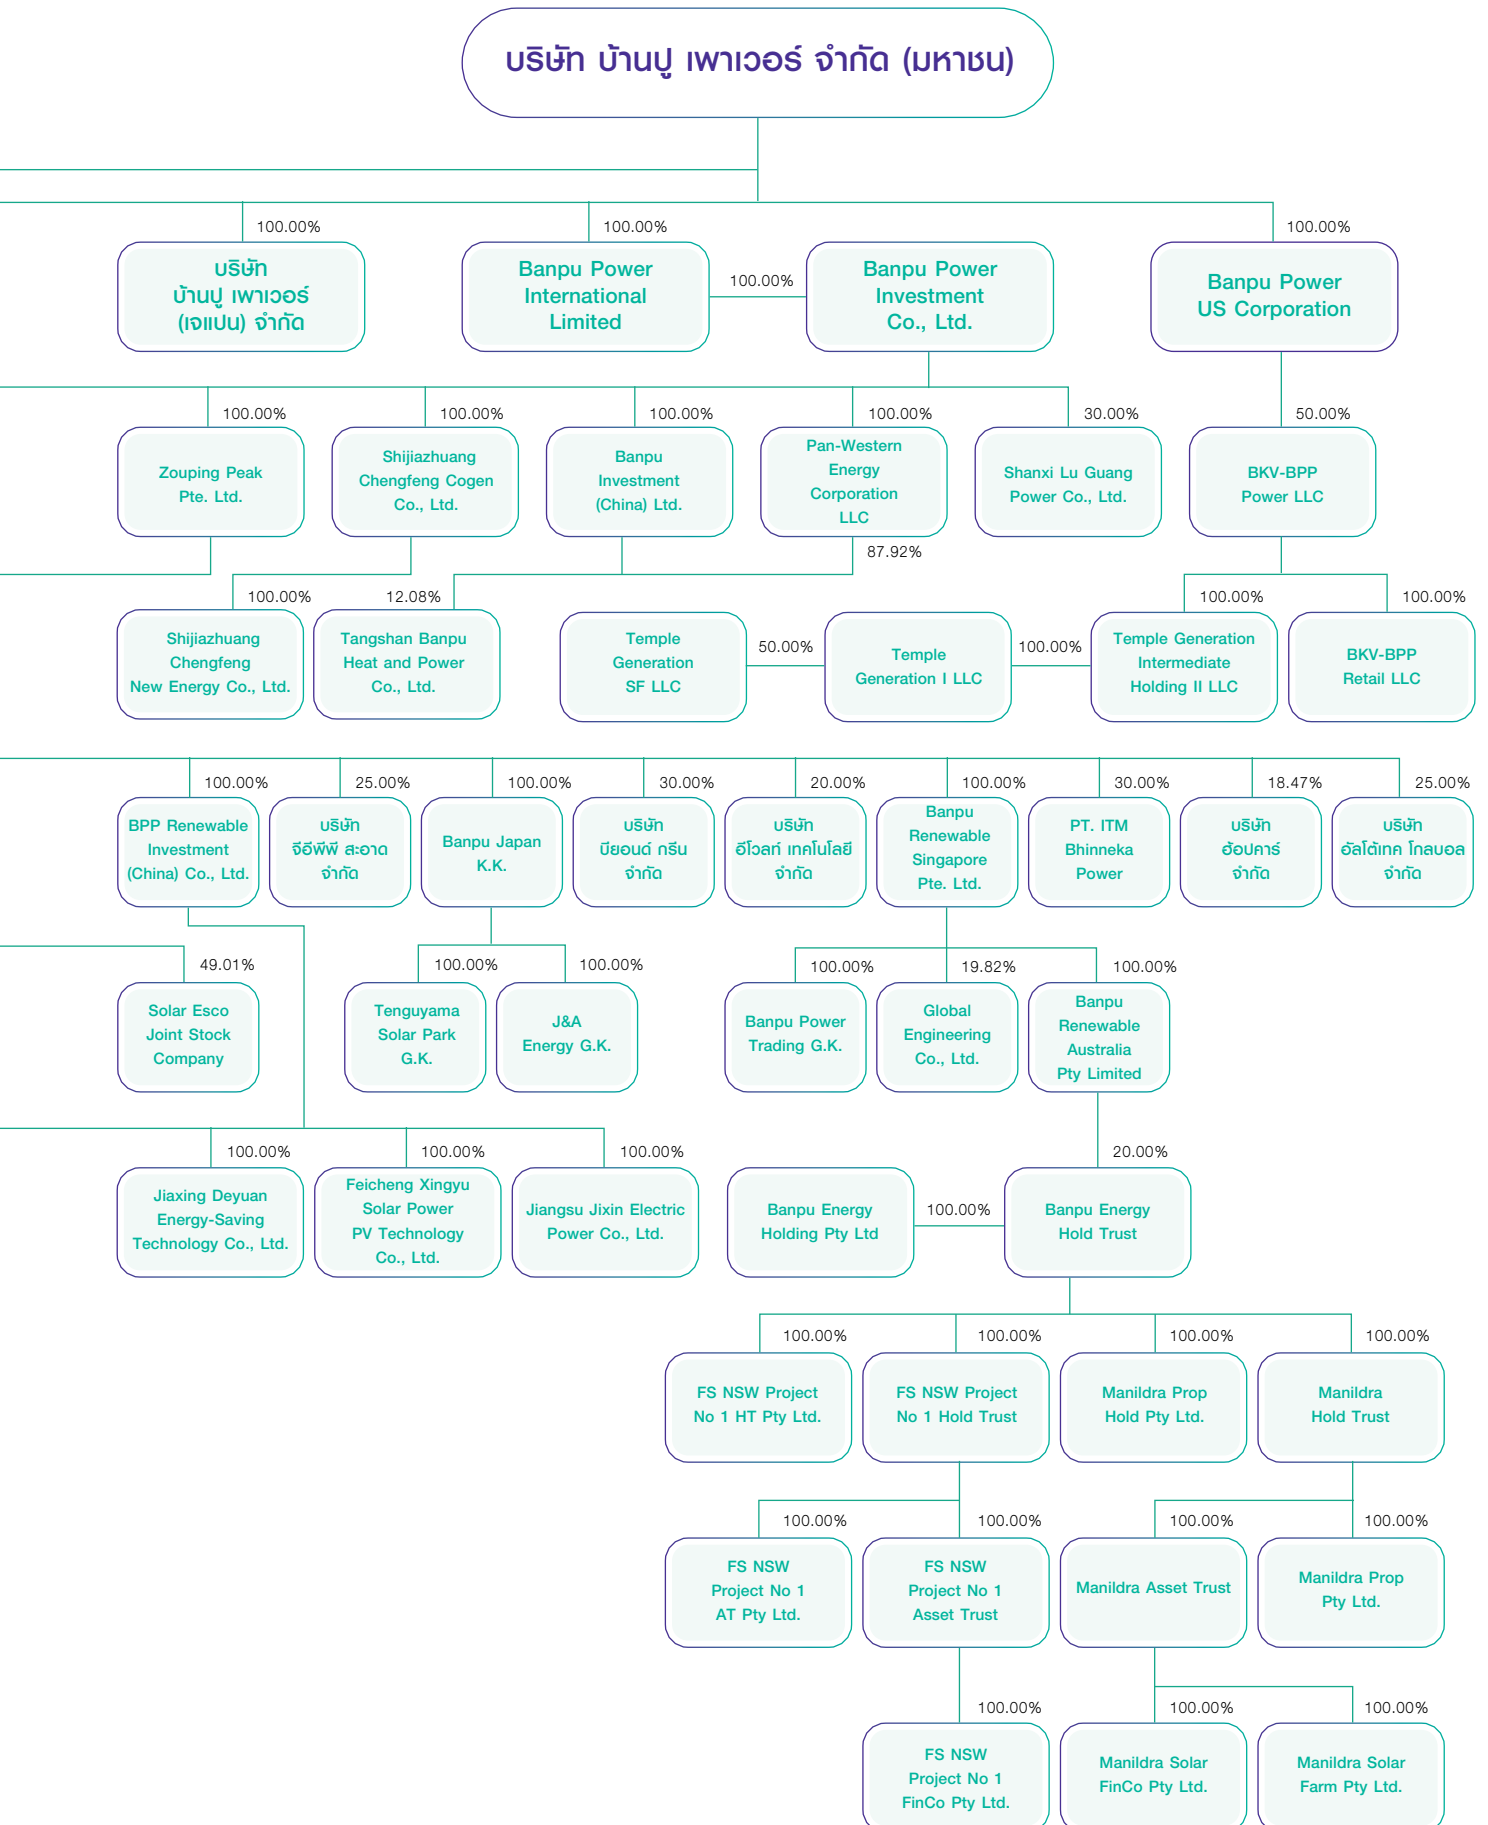 บริษัท บ้านปู เพาเวอร์ จำกัด (มหาชน)
100.00%
100.00%
100.00%
100.00%
บริษัท
บ้านปู เพาเวอร์
(เจแปน) จำกัด
Banpu Power
International
Limited
Banpu Power
Investment
Co., Ltd.
Banpu Power
US Corporation
100.00%
100.00%
100.00%
100.00%
30.00%
50.00%
Zouping Peak
Pte. Ltd.
Shijiazhuang
Chengfeng Cogen
Co., Ltd.
Banpu
Investment
(China) Ltd.
Pan-Western
Energy
Corporation
LLC
Shanxi Lu Guang
Power Co., Ltd.
BKV-BPP
Power LLC
87.92%
100.00%
12.08%
100.00%
100.00%
Shijiazhuang
Chengfeng
New Energy Co., Ltd.
Tangshan Banpu
Heat and Power
Co., Ltd.
Temple
Generation
SF LLC
50.00%
Temple
Generation I LLC
100.00%
Temple Generation
Intermediate
Holding II LLC
BKV-BPP
Retail LLC
100.00%
25.00%
100.00%
30.00%
20.00%
100.00%
30.00%
18.47%
25.00%
BPP Renewable
Investment
(China) Co., Ltd.
บริษัท
จีอีพีพี สะอาด
จำกัด
Banpu Japan
K.K.
บริษัท
บียอนด์ กรีน
จำกัด
บริษัท
อีโวลท์ เทคโนโลยี
จำกัด
Banpu
Renewable
Singapore
Pte. Ltd.
PT. ITM
Bhinneka
Power
บริษัท
ฮ้อปคาร์
จำกัด
บริษัท
อัลโต้เทค โกลบอล
จำกัด
49.01%
100.00%
100.00%
100.00%
19.82%
100.00%
Solar Esco
Joint Stock
Company
Tenguyama
Solar Park
G.K.
J&A
Energy G.K.
Banpu Power
Trading G.K.
Global
Engineering
Co., Ltd.
Banpu
Renewable
Australia
Pty Limited
100.00%
100.00%
100.00%
20.00%
Jiaxing Deyuan
Energy-Saving
Technology Co., Ltd.
Feicheng Xingyu
Solar Power
PV Technology
Co., Ltd.
Jiangsu Jixin Electric
Power Co., Ltd.
Banpu Energy
Holding Pty Ltd
100.00%
Banpu Energy
Hold Trust
100.00%
100.00%
100.00%
100.00%
FS NSW Project
No 1 HT Pty Ltd.
FS NSW Project
No 1 Hold Trust
Manildra Prop
Hold Pty Ltd.
Manildra
Hold Trust
100.00%
100.00%
100.00%
100.00%
FS NSW
Project No 1
AT Pty Ltd.
FS NSW
Project No 1
Asset Trust
Manildra Asset Trust
Manildra Prop
Pty Ltd.
100.00%
100.00%
100.00%
FS NSW
Project No 1
FinCo Pty Ltd.
Manildra Solar
FinCo Pty Ltd.
Manildra Solar
Farm Pty Ltd.